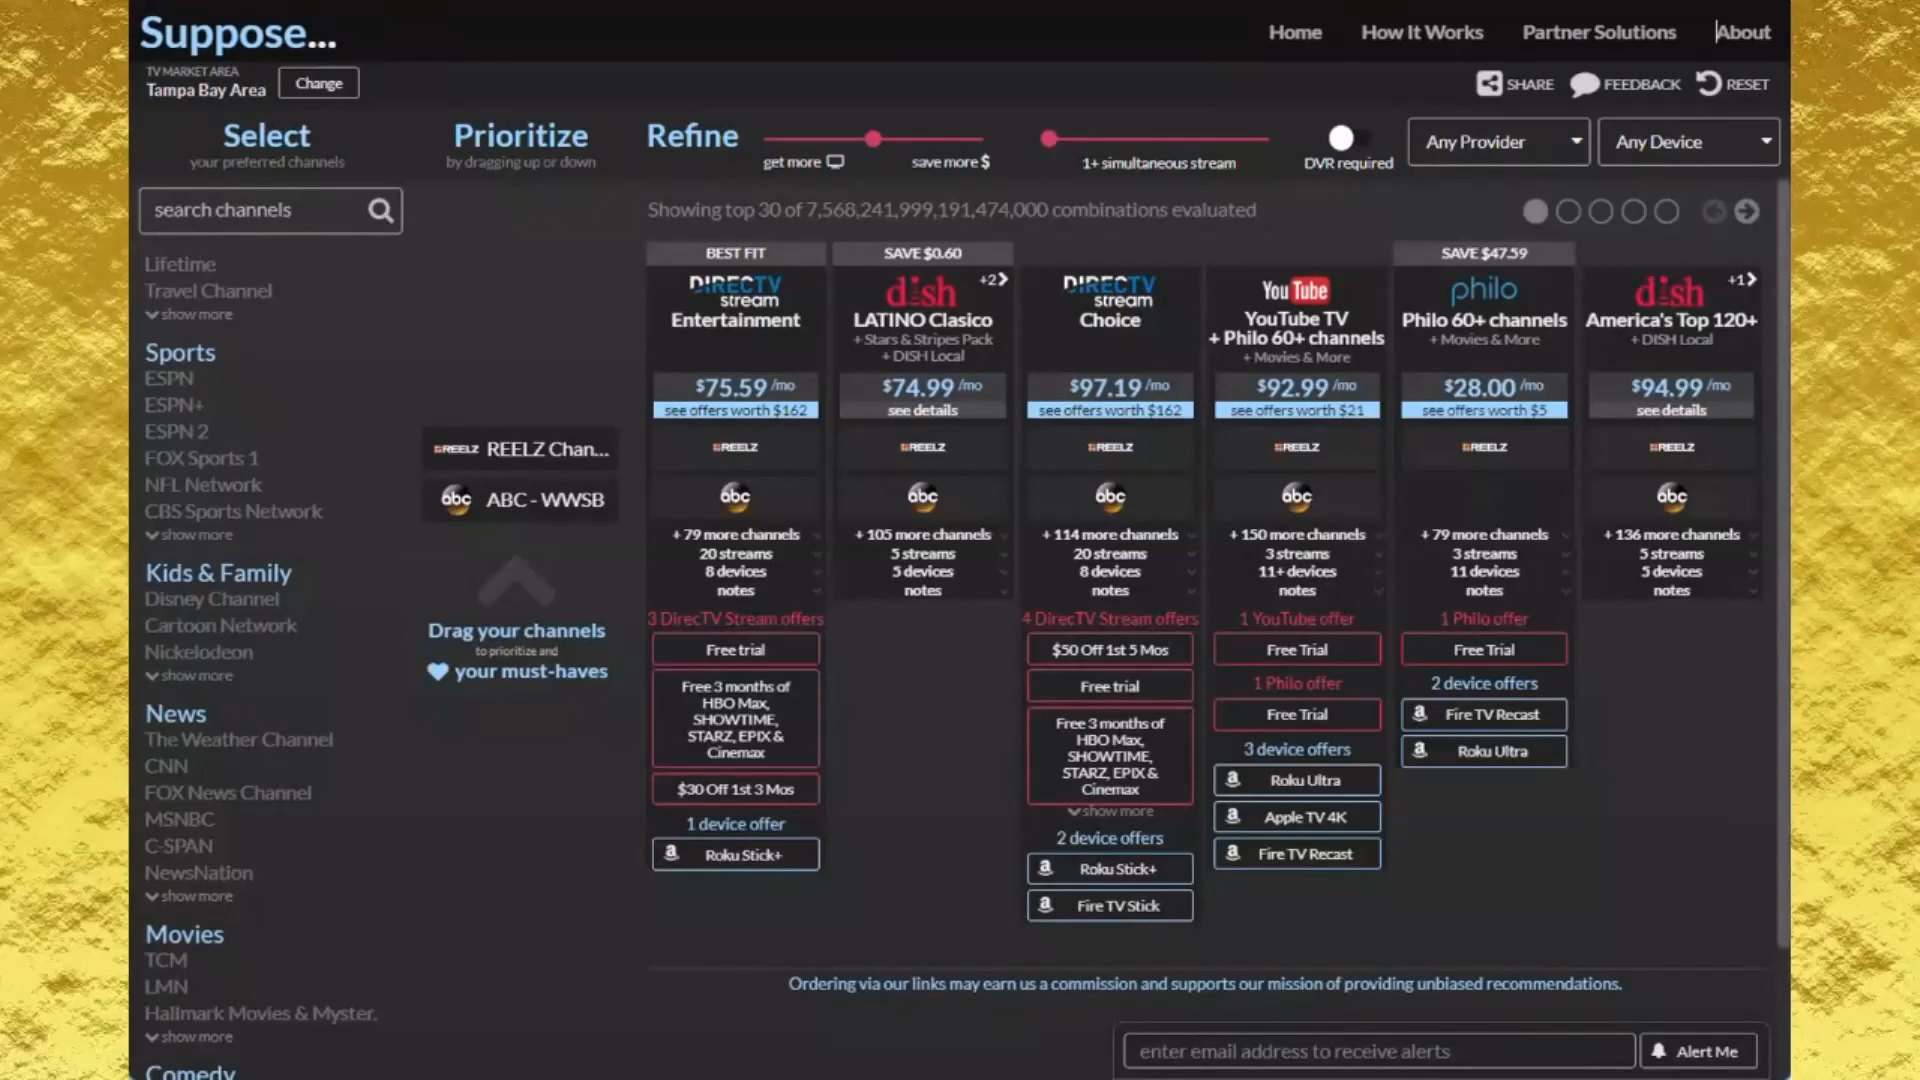 Suppose...
Home
How It Works
Partner Solutions
About
TV MARKET AREA
Tampa Bay Area
Change
SHARE
FEEDBACK
RESET
Select
your preferred channels
Prioritize
by dragging up or down
Refine
get more
save more $
1+ simultaneous stream
DVR required
Any Provider
Any Device
search channels
Lifetime
Travel Channel
show more
Sports
ESPN
ESPN+
ESPN 2
FOX Sports 1
NFL Network
CBS Sports Network
show more
Kids & Family
Disney Channel
Cartoon Network
Nickelodeon
show more
News
The Weather Channel
CNN
FOX News Channel
MSNBC
C-SPAN
NewsNation
show more
Movies
TCM
LMN
Hallmark Movies & Myster.
show more
Comedy
REELZ REELZ Chan...
abc ABC - WWSB
Drag your channels
to prioritize and
your must-haves
Showing top 30 of 7,568,241,999,191,474,000 combinations evaluated
BEST FIT
DIRECTV
stream
Entertainment
$75.59 /mo
see offers worth $162
REELZ
abc
+ 79 more channels
20 streams
8 devices
notes
3 DirecTV Stream offers
Free trial
Free 3 months of
HBO Max,
SHOWTIME,
STARZ, EPIX &
Cinemax
$30 Off 1st 3 Mos
1 device offer
a Roku Stick+
SAVE $0.60
dish
+2
LATINO Clasico
+ Stars & Stripes Pack
+ DISH Local
$74.99 /mo
see details
REELZ
abc
+ 105 more channels
5 streams
5 devices
notes
DIRECTV
stream
Choice
$97.19 /mo
see offers worth $162
REELZ
abc
+ 114 more channels
20 streams
8 devices
notes
4 DirecTV Stream offers
$50 Off 1st 5 Mos
Free trial
Free 3 months of
HBO Max,
SHOWTIME,
STARZ, EPIX &
Cinemax
show more
2 device offers
a Roku Stick+
a Fire TV Stick
YouTube
YouTube TV
+ Philo 60+ channels
+ Movies & More
$92.99 /mo
see offers worth $21
REELZ
abc
+ 150 more channels
3 streams
11+ devices
notes
1 YouTube offer
Free Trial
1 Philo offer
Free Trial
3 device offers
a Roku Ultra
a Apple TV 4K
a Fire TV Recast
SAVE $47.59
philo
Philo 60+ channels
+ Movies & More
$28.00 /mo
see offers worth $5
REELZ
+ 79 more channels
3 streams
11 devices
notes
1 Philo offer
Free Trial
2 device offers
a Fire TV Recast
a Roku Ultra
dish
+1
America's Top 120+
+ DISH Local
$94.99 /mo
see details
REELZ
abc
+ 136 more channels
5 streams
5 devices
notes
Ordering via our links may earn us a commission and supports our mission of providing unbiased recommendations.
enter email address to receive alerts
Alert Me